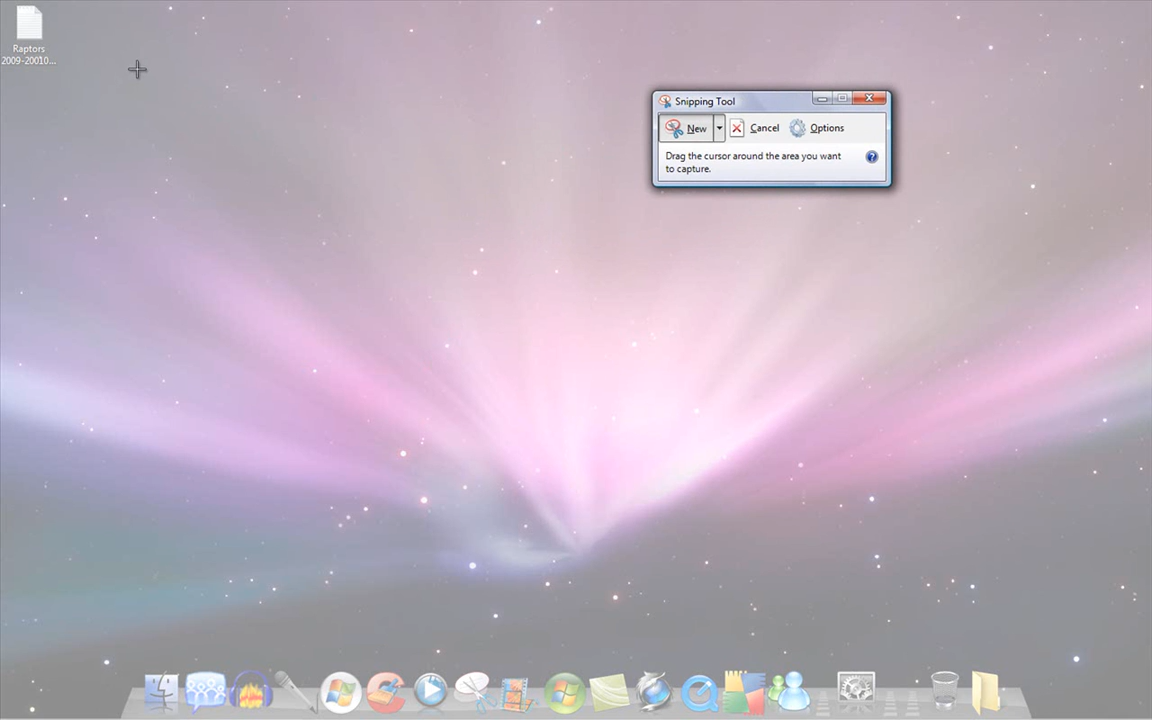 Raptors
2009-20010...
Snipping Tool
New Cancel Options
Drag the cursor around the area you want
to capture.